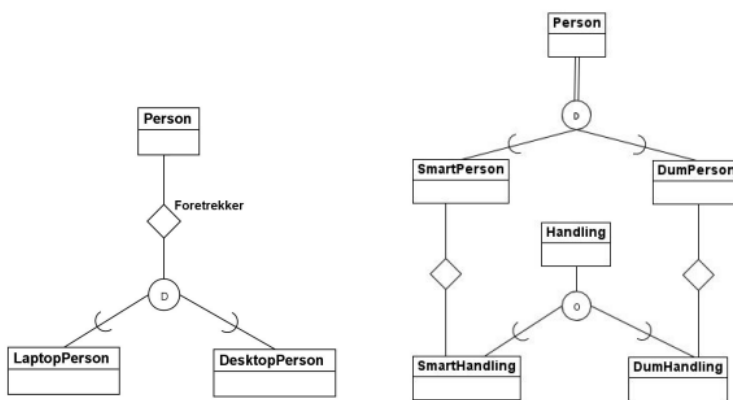 Person
Foretrekker
D
LaptopPerson
DesktopPerson
Person
D
SmartPerson
DumPerson
Handling
O
SmartHandling
DumHandling